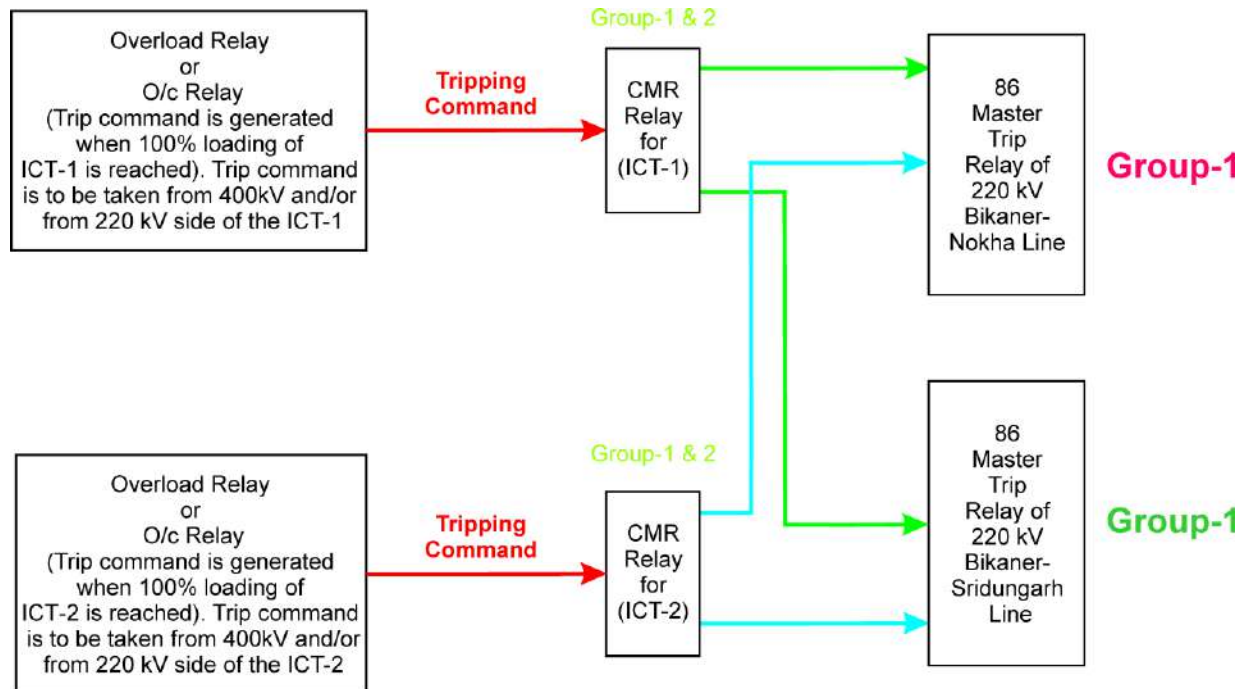 Overload Relay
or
O/c Relay
(Trip command is generated
when 100% loading of
ICT-1 is reached). Trip command
is to be taken from 400kV and/or
from 220 kV side of the ICT-1
Tripping
Command
Group-1 & 2
CMR
Relay
for
(ICT-1)
86
Master
Trip
Relay of
220 kV
Bikaner-
Nokha Line
Group-1
Overload Relay
or
O/c Relay
(Trip command is generated
when 100% loading of
ICT-2 is reached). Trip command
is to be taken from 400kV and/or
from 220 kV side of the ICT-2
Tripping
Command
Group-1 & 2
CMR
Relay
for
(ICT-2)
86
Master
Trip
Relay of
220 kV
Bikaner-
Sridungarh
Line
Group-1